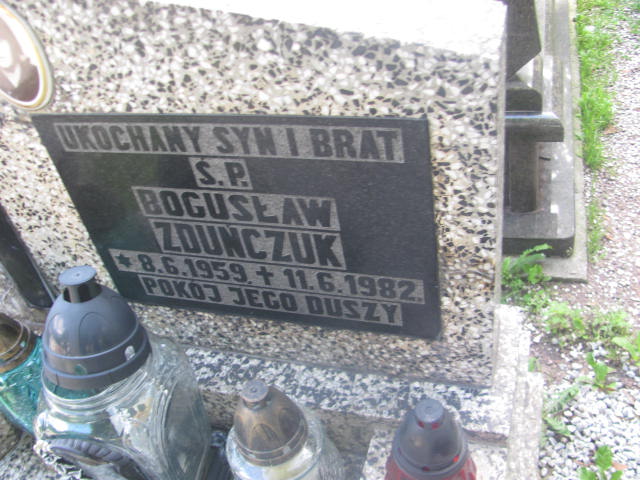 UKOCHANY SYN I BRAT
Ś.P.
BOGUSŁAW
ZDUNCZUK
* 8.6.1959. + 11.6.1982.
POKÓJ JEGO DUSZY